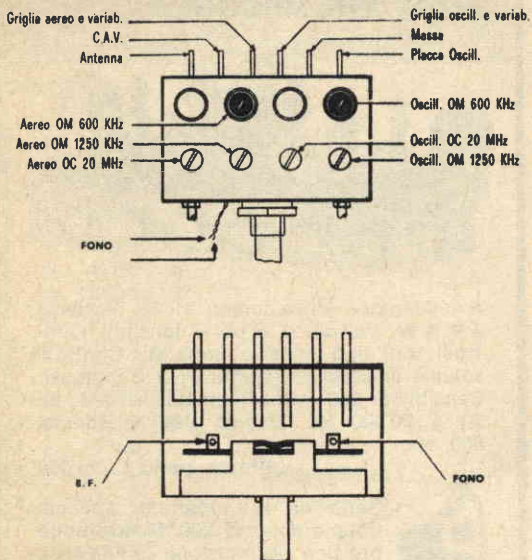 Griglia aereo e variab.
C.A.V.
Antenna
Griglia oscill. e variab.
Massa
Placca Oscill.
Aereo OM 600 KHz
Aereo OM 1250 KHz
Aereo OC 20 MHz
Oscill. OM 600 KHz
Oscill. OC 20 MHz
Oscill. OM 1250 KHz
FONO
B.F.
FONO